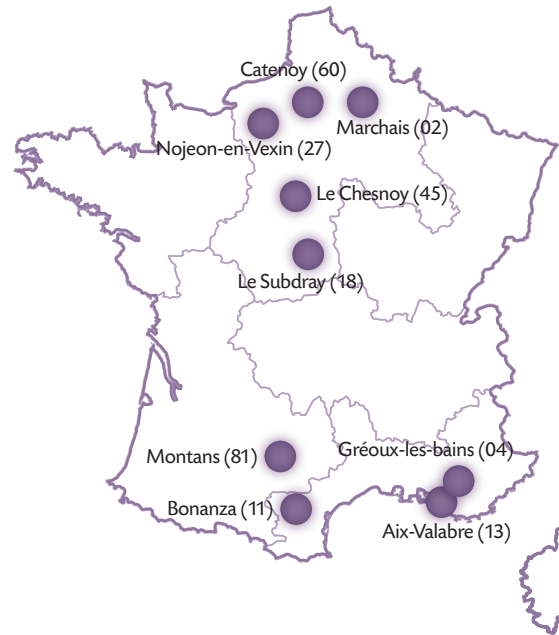 Catenoy (60)
Marchais (02)
Nojeon-en-Vexin (27)
Le Chesnoy (45)
Le Subdray (18)
Gréoux-les-bains (04)
Montans (81)
Bonanza (11)
Aix-Valabre (13)